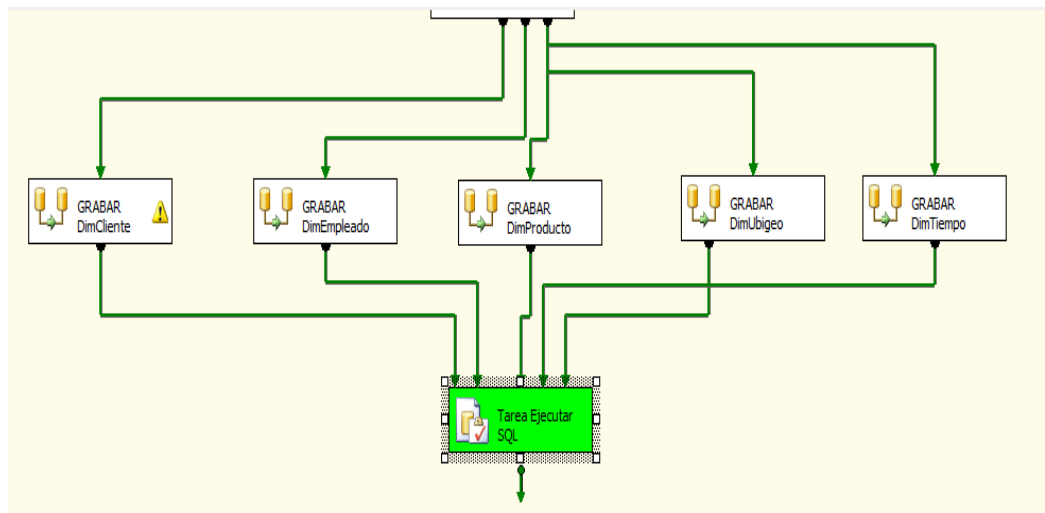 GRABAR
DimCliente
GRABAR
DimEmpleado
GRABAR
DimProducto
GRABAR
DimUbigeo
GRABAR
DimTiempo
Tarea Ejecutar
SQL